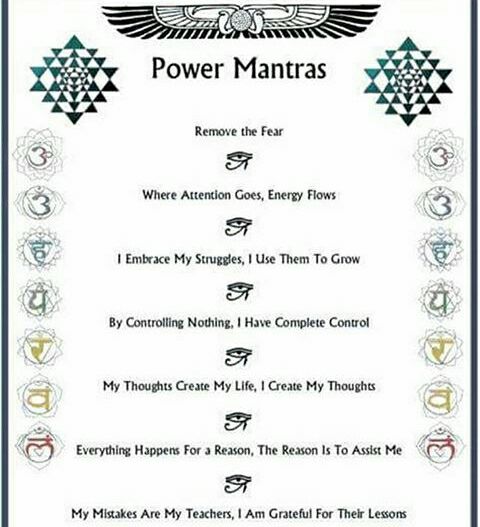 Power Mantras
Remove the Fear
Where Attention Goes, Energy Flows
I Embrace My Struggles, I Use Them To Grow
By Controlling Nothing, I Have Complete Control
My Thoughts Create My Life, I Create My Thoughts
Everything Happens For a Reason, The Reason Is To Assist Me
My Mistakes Are My Teachers, I Am Grateful For Their Lessons